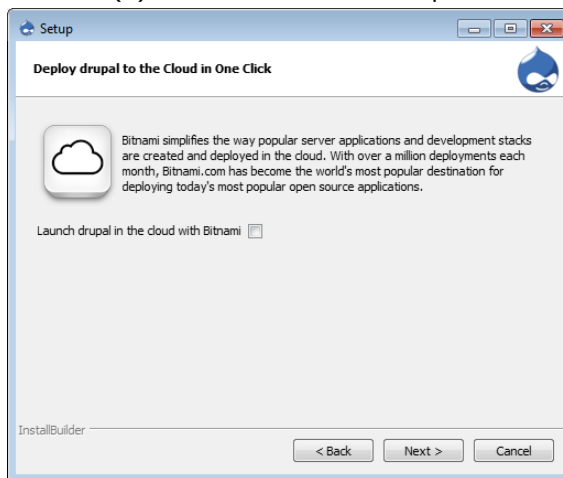 Setup
Deploy drupal to the Cloud in One Click
Bitnami simplifies the way popular server applications and development stacks
are created and deployed in the cloud. With over a million deployments each
month, Bitnami.com has become the world's most popular destination for
deploying today's most popular open source applications.
Launch drupal in the cloud with Bitnami
InstallBuilder
< Back Next > Cancel